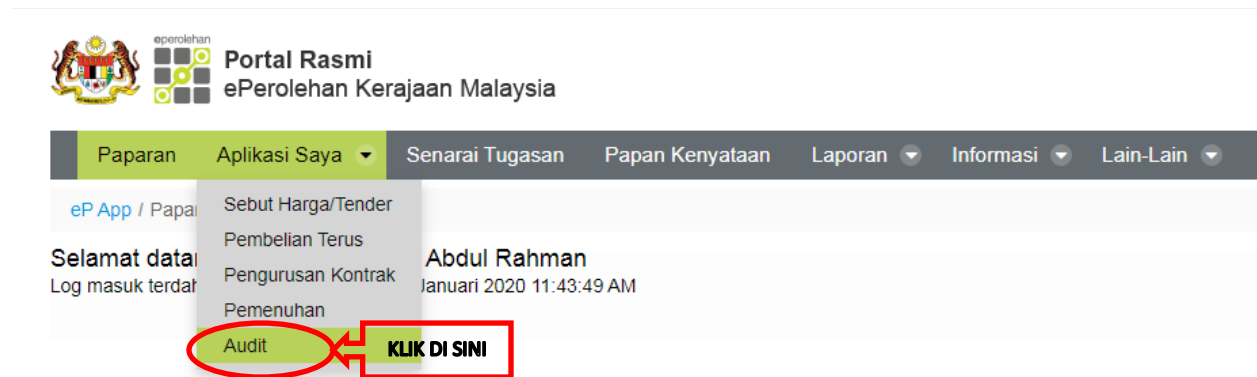 eperolehan
Portal Rasmi
ePerolehan Kerajaan Malaysia
Paparan Aplikasi Saya Senarai Tugasan Papan Kenyataan Laporan Informasi Lain-Lain
eP App / Papar
Sebut Harga/Tender
Pembelian Terus
Selamat datan Abdul Rahman
Pengurusan Kontrak
Log masuk terdah Januari 2020 11:43:49 AM
Pemenuhan
Audit KLIK DI SINI